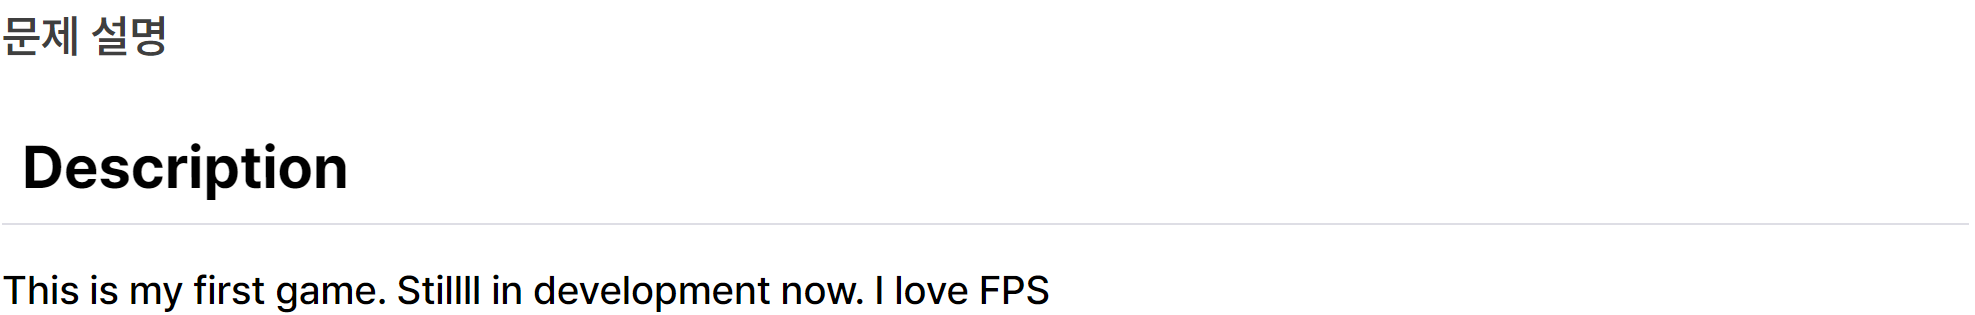 문제 설명
Description
This is my first game. Stillll in development now. I love FPS